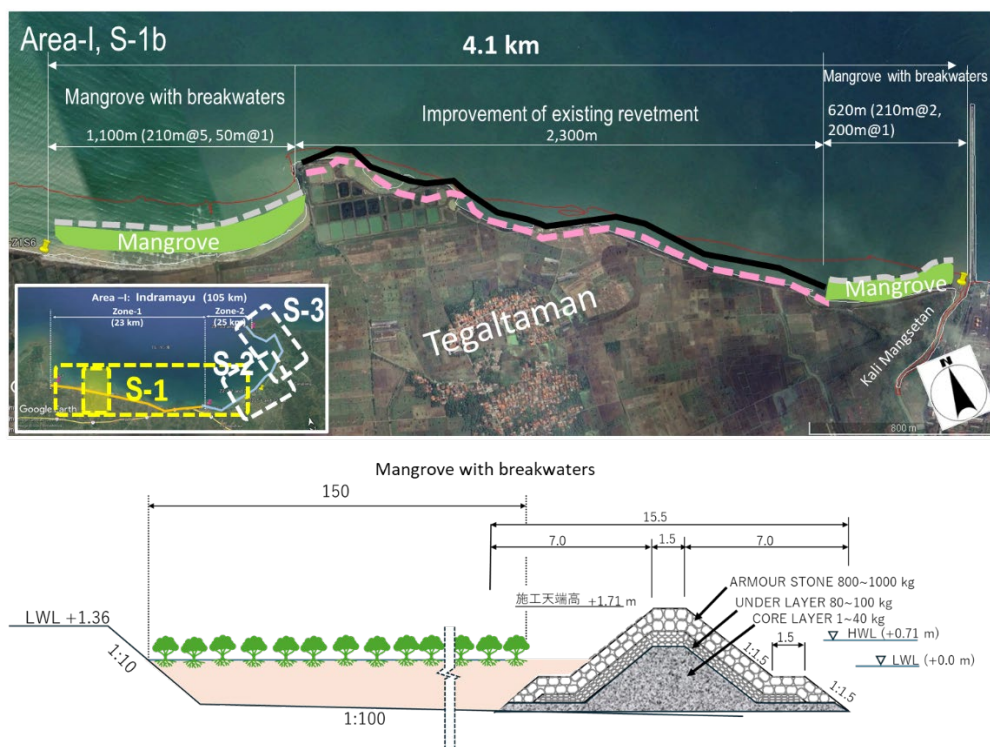 Area-I, S-1b
4.1 km
Mangrove with breakwaters
1,100m (210m@5, 50m@1)
Improvement of existing revetment
2,300m
Mangrove with breakwaters
620m (210m@2,
200m@1)
Z1S6
Mangrove
Mangrove
Tegaltaman
Kali Mangsetan
N
800 m
Area –I: Indramayu (105 km)
Zone-1
(23 km)
Zone-2
(25 km)
S-3
S-2
S-1
Google Earth
Mangrove with breakwaters
150
15.5
7.0
1.5
7.0
施工天端高 +1.71 m
ARMOUR STONE 800~1000 kg
UNDER LAYER 80~100 kg
CORE LAYER 1~40 kg
1.5
HWL (+0.71 m)
LWL (+0.0 m)
LWL +1.36
1:10
1:100
1:1.5
1:1.5